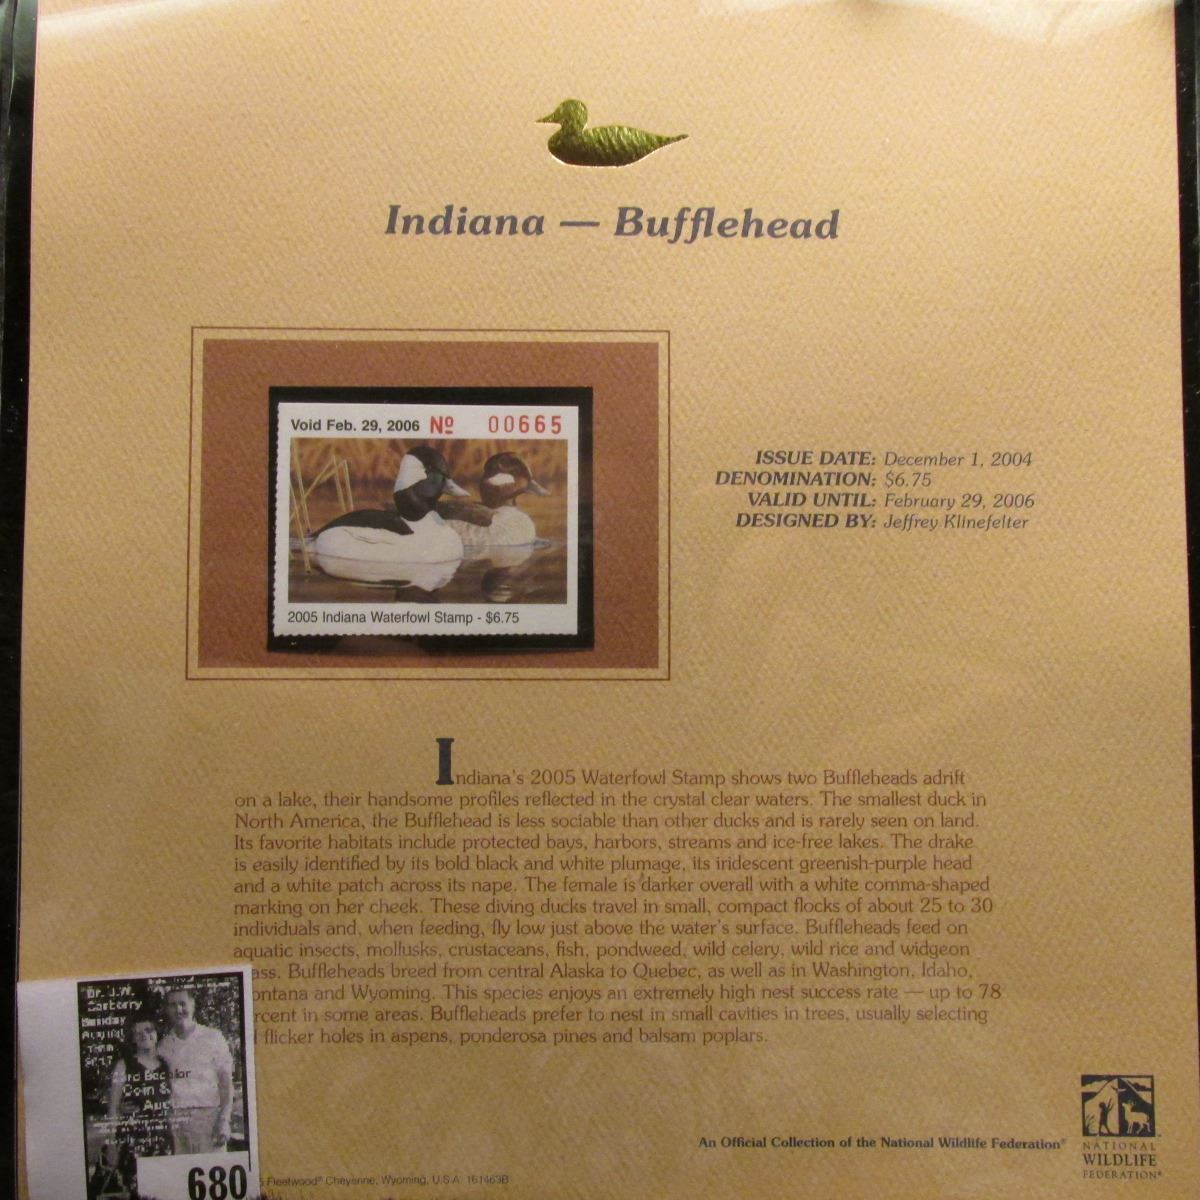 Indiana — Bufflehead
Void Feb. 29, 2006 Nº 00665
2005 Indiana Waterfowl Stamp - $6.75
ISSUE DATE: December 1, 2004
DENOMINATION: $6.75
VALID UNTIL: February 29, 2006
DESIGNED BY: Jeffrey Klinefelter
Indiana's 2005 Waterfowl Stamp shows two Buffleheads adrift
on a lake, their handsome profiles reflected in the crystal clear waters. The smallest duck in
North America, the Bufflehead is less sociable than other ducks and is rarely seen on land.
Its favorite habitats include protected bays, harbors, streams and ice-free lakes. The drake
is easily identified by its bold black and white plumage, its iridescent greenish-purple head
and a white patch across its nape. The female is darker overall with a white comma-shaped
marking on her cheek. These diving ducks travel in small, compact flocks of about 25 to 30
individuals and, when feeding, fly low just above the water's surface. Buffleheads feed on
aquatic insects, mollusks, crustaceans, fish, pondweed, wild celery, wild rice and widgeon
ass. Buffleheads breed from central Alaska to Quebec, as well as in Washington, Idaho,
ontana and Wyoming. This species enjoys an extremely high nest success rate — up to 78
rcent in some areas. Buffleheads prefer to nest in small cavities in trees, usually selecting
flicker holes in aspens, ponderosa pines and balsam poplars.
Dr. J.W.
Coin &
680
An Official Collection of the National Wildlife Federation®
NATIONAL
WILDLIFE
FEDERATION®
Fleetwood® Cheyenne, Wyoming, U.S.A. 161463B